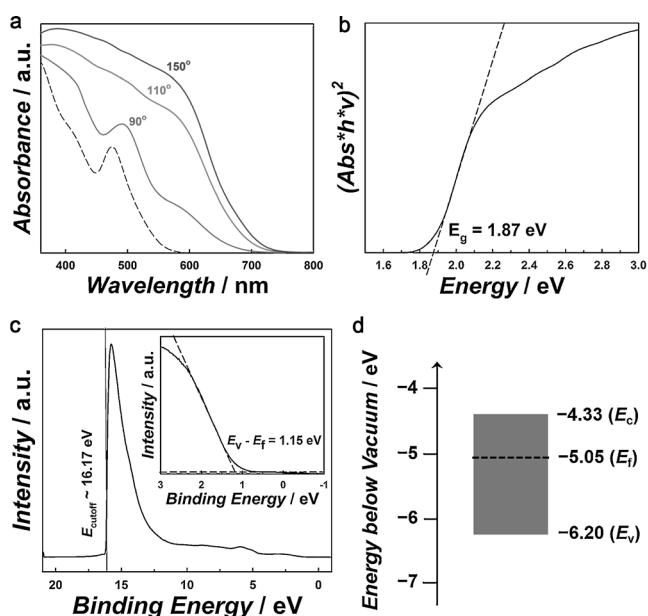 a
Absorbance / a.u.
150°
110°
90°
400 500 600 700 800
Wavelength / nm
b
(Abs*h*v)²
E_g = 1.87 eV
1.6 1.8 2.0 2.2 2.4 2.6 2.8 3.0
Energy / eV
c
Intensity / a.u.
E_cutoff ~ 16.17 eV
20 15 10 5 0
Binding Energy / eV
Intensity / a.u.
E_v - E_f = 1.15 eV
3 2 1 0 -1
Binding Energy / eV
d
Energy below Vacuum / eV
−4
−5
−6
−7
−4.33 (E_c)
−5.05 (E_f)
−6.20 (E_v)